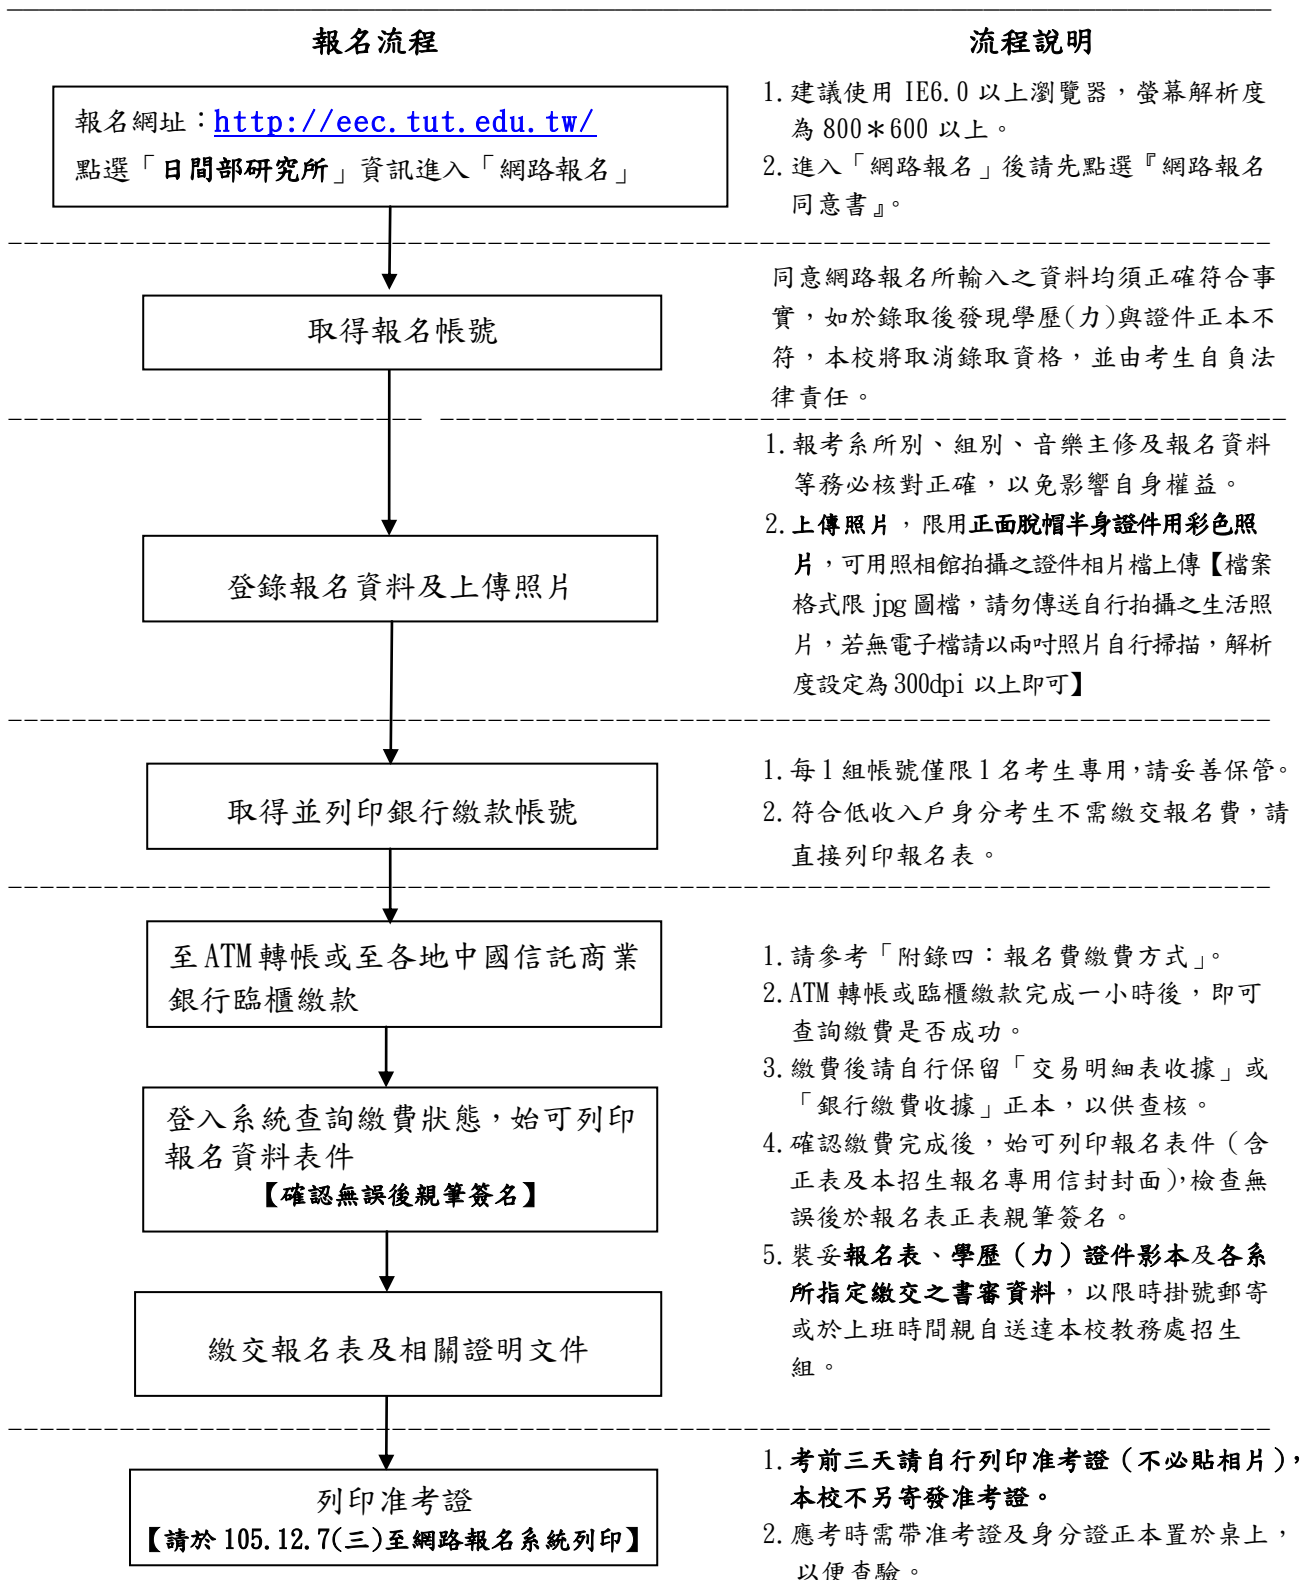 報名流程
流程說明
報名網址：http://eec.tut.edu.tw/
點選「日間部研究所」資訊進入「網路報名」
1.建議使用 IE6.0 以上瀏覽器，螢幕解析度
為 800＊600 以上。
2.進入「網路報名」後請先點選『網路報名
同意書』。
取得報名帳號
同意網路報名所輸入之資料均須正確符合事
實，如於錄取後發現學歷(力)與證件正本不
符，本校將取消錄取資格，並由考生自負法
律責任。
登錄報名資料及上傳照片
1.報考系所別、組別、音樂主修及報名資料
等務必核對正確，以免影響自身權益。
2.上傳照片，限用正面脫帽半身證件用彩色照
片，可用照相館拍攝之證件相片檔上傳【檔案
格式限 jpg 圖檔，請勿傳送自行拍攝之生活照
片，若無電子檔請以兩吋照片自行掃描，解析
度設定為 300dpi 以上即可】
取得並列印銀行繳款帳號
1.每 1 組帳號僅限 1 名考生專用，請妥善保管。
2.符合低收入戶身分考生不需繳交報名費，請
直接列印報名表。
至 ATM 轉帳或至各地中國信託商業
銀行臨櫃繳款
登入系統查詢繳費狀態，始可列印
報名資料表件
【確認無誤後親筆簽名】
繳交報名表及相關證明文件
1.請參考「附錄四：報名費繳費方式」。
2.ATM 轉帳或臨櫃繳款完成一小時後，即可
查詢繳費是否成功。
3.繳費後請自行保留「交易明細表收據」或
「銀行繳費收據」正本，以供查核。
4.確認繳費完成後，始可列印報名表件（含
正表及本招生報名專用信封封面），檢查無
誤後於報名表正表親筆簽名。
5.裝妥報名表、學歷（力）證件影本及各系
所指定繳交之書審資料，以限時掛號郵寄
或於上班時間親自送達本校教務處招生
組。
列印准考證
【請於 105.12.7(三)至網路報名系統列印】
1.考前三天請自行列印准考證（不必貼相片），
本校不另寄發准考證。
2.應考時需帶准考證及身分證正本置於桌上，
以便查驗。